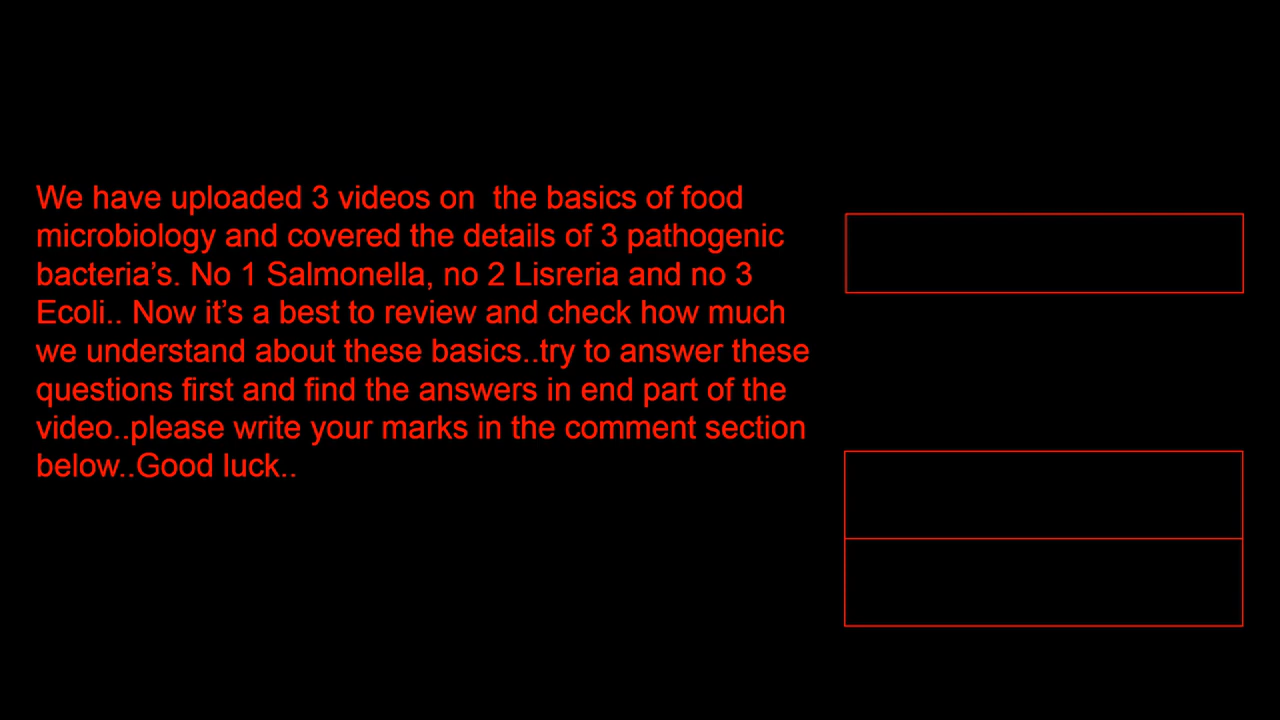 We have uploaded 3 videos on  the basics of food
microbiology and covered the details of 3 pathogenic
bacteria’s. No 1 Salmonella, no 2 Lisreria and no 3
Ecoli.. Now it’s a best to review and check how much
we understand about these basics..try to answer these
questions first and find the answers in end part of the
video..please write your marks in the comment section
below..Good luck..